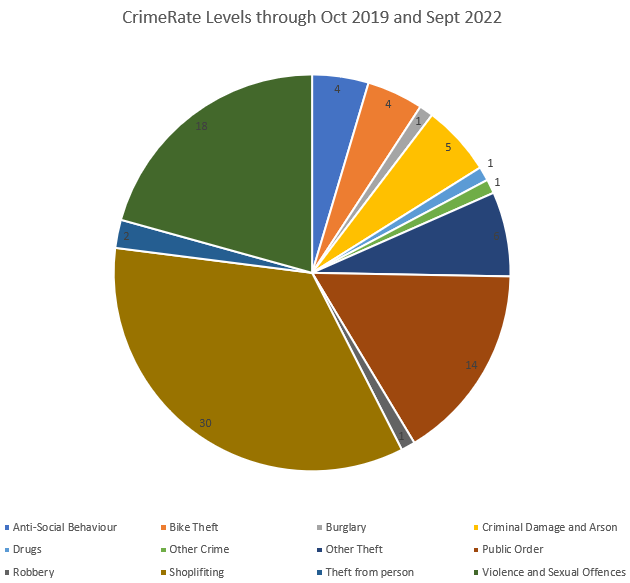 CrimeRate Levels through Oct 2019 and Sept 2022
4
4
1
5
1
1
14
1
30
2
18
Anti-Social Behaviour
Bike Theft
Burglary
Criminal Damage and Arson
Drugs
Other Crime
Other Theft
Public Order
Robbery
Shoplifiting
Theft from person
Violence and Sexual Offences